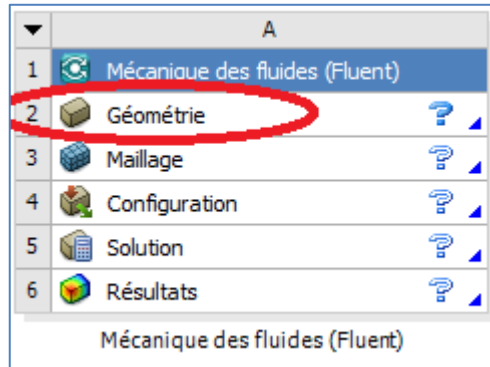 A
1 Mécanique des fluides (Fluent)
2 Géométrie ?
3 Maillage ?
4 Configuration ?
5 Solution ?
6 Résultats ?
Mécanique des fluides (Fluent)